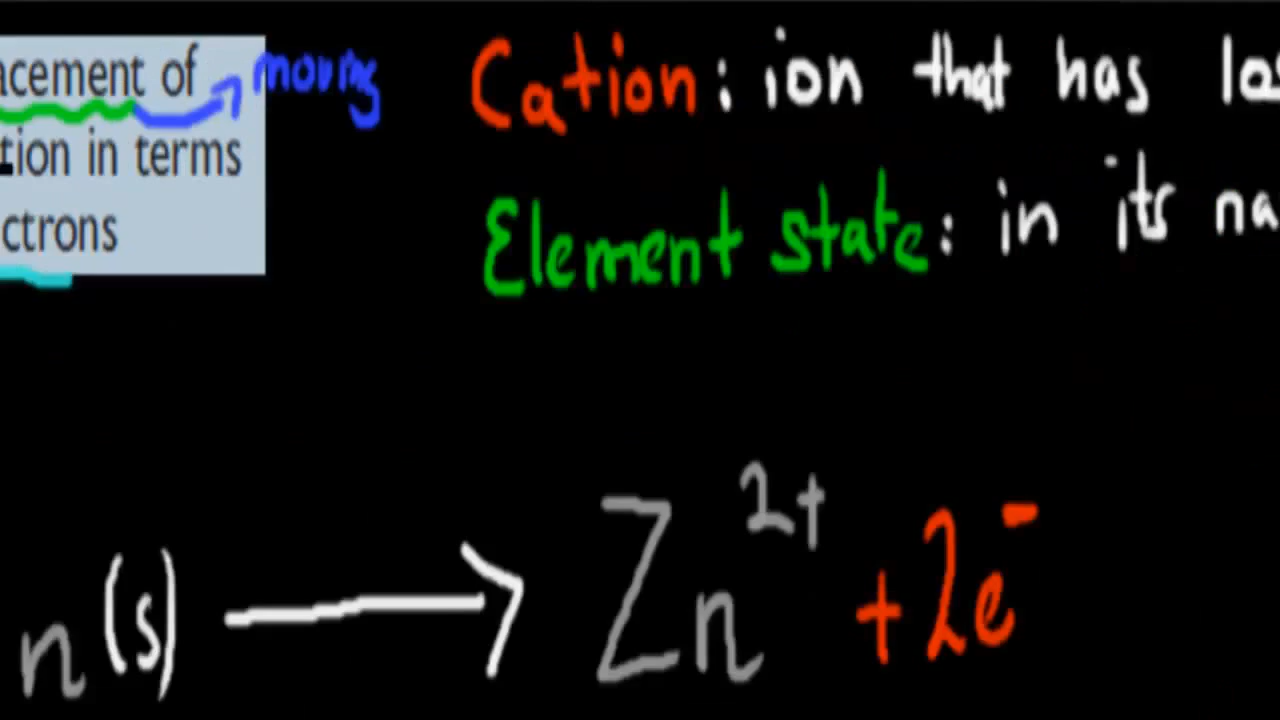 acement of moving
tion in terms
ctrons
Cation: ion that has los
Element state: in its na
n(s) → Zn²⁺ + 2e⁻